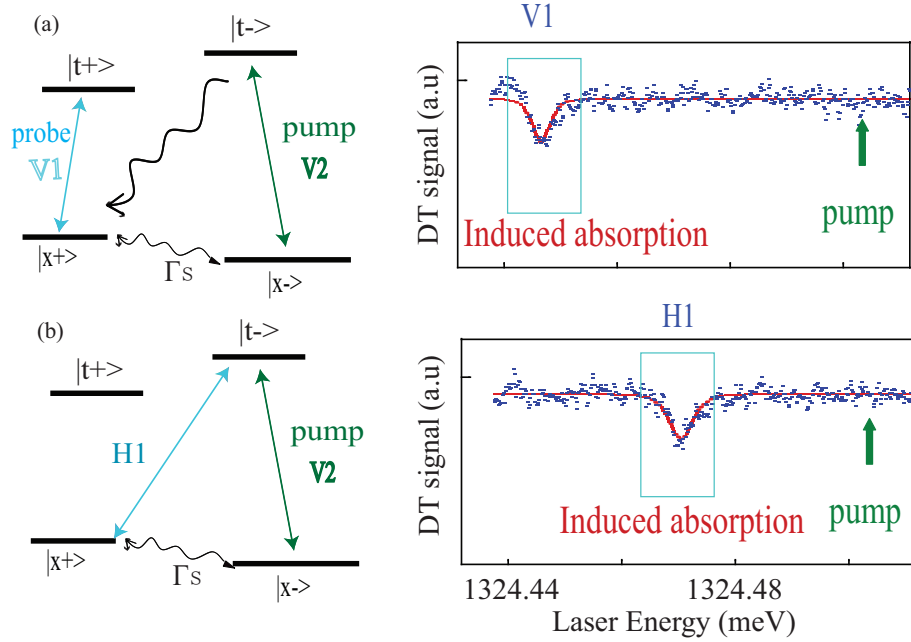 (a)
|t->
|t+>
probe
V1
pump
V2
|x+>
Γs
|x->
V1
DT signal (a.u)
Induced absorption
pump
(b)
|t->
|t+>
H1
pump
V2
|x+>
Γs
|x->
H1
DT signal (a.u)
Induced absorption
pump
1324.44
1324.48
Laser Energy (meV)